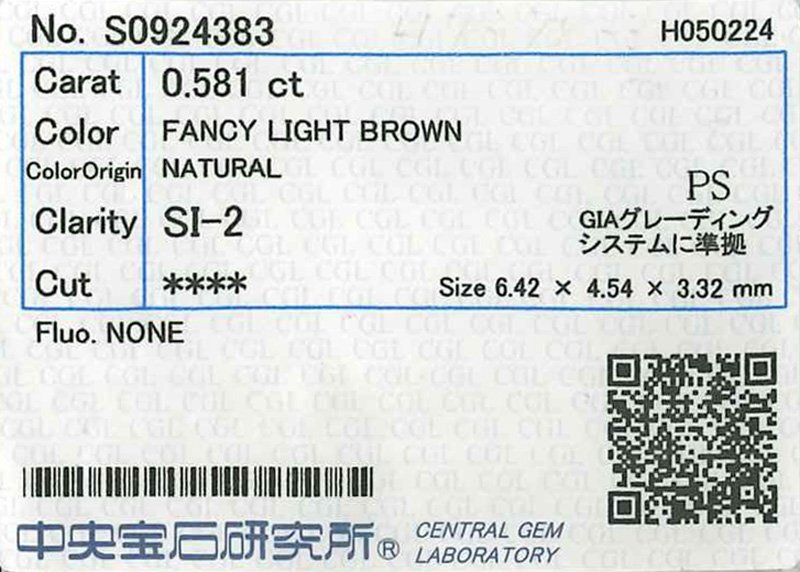 No. S0924383 H050224
Carat 0.581 ct
Color FANCY LIGHT BROWN
ColorOrigin NATURAL
PS
Clarity SI-2
GIAグレーディング
システムに準拠
Cut ****
Size 6.42 × 4.54 × 3.32 mm
Fluo. NONE
中央宝石研究所® CENTRAL GEM
LABORATORY